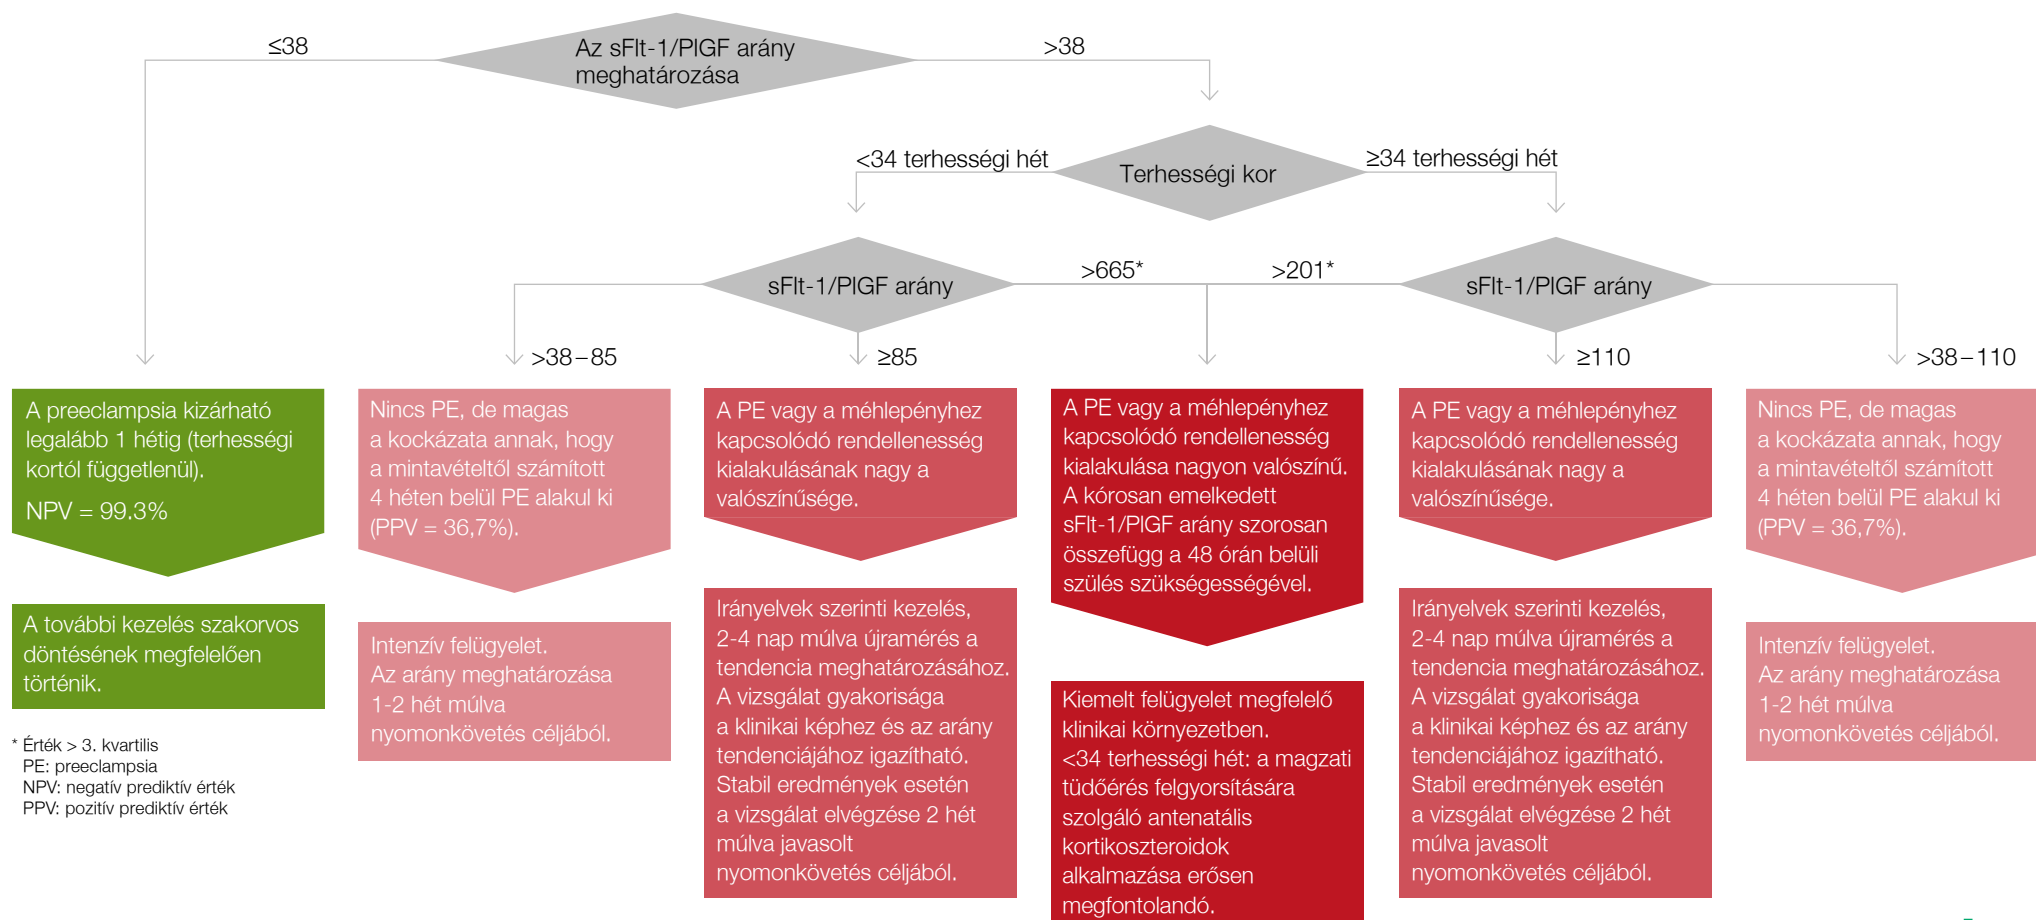 ≤38
Az sFlt-1/PlGF arány
meghatározása
>38
<34 terhességi hét
Terhességi kor
≥34 terhességi hét
sFlt-1/PlGF arány
>665*
>201*
sFlt-1/PlGF arány
>38–85
≥85
≥110
>38–110
A preeclampsia kizárható
legalább 1 hétig (terhességi
kortól függetlenül).
NPV = 99.3%
A további kezelés szakorvos
döntésének megfelelően
történik.
Nincs PE, de magas
a kockázata annak, hogy
a mintavételtől számított
4 héten belül PE alakul ki
(PPV = 36,7%).
Intenzív felügyelet.
Az arány meghatározása
1-2 hét múlva
nyomonkövetés céljából.
A PE vagy a méhlepényhez
kapcsolódó rendellenesség
kialakulásának nagy a
valószínűsége.
Irányelvek szerinti kezelés,
2-4 nap múlva újramérés a
tendencia meghatározásához.
A vizsgálat gyakorisága
a klinikai képhez és az arány
tendenciájához igazítható.
Stabil eredmények esetén
a vizsgálat elvégzése 2 hét
múlva javasolt
nyomonkövetés céljából.
A PE vagy a méhlepényhez
kapcsolódó rendellenesség
kialakulása nagyon valószínű.
A kórosan emelkedett
sFlt-1/PlGF arány szorosan
összefügg a 48 órán belüli
szülés szükségességével.
Kiemelt felügyelet megfelelő
klinikai környezetben.
<34 terhességi hét: a magzati
tüdőérés felgyorsítására
szolgáló antenatális
kortikoszteroidok
alkalmazása erősen
megfontolandó.
A PE vagy a méhlepényhez
kapcsolódó rendellenesség
kialakulásának nagy a
valószínűsége.
Irányelvek szerinti kezelés,
2-4 nap múlva újramérés a
tendencia meghatározásához.
A vizsgálat gyakorisága
a klinikai képhez és az arány
tendenciájához igazítható.
Stabil eredmények esetén
a vizsgálat elvégzése 2 hét
múlva javasolt
nyomonkövetés céljából.
Nincs PE, de magas
a kockázata annak, hogy
a mintavételtől számított
4 héten belül PE alakul ki
(PPV = 36,7%).
Intenzív felügyelet.
Az arány meghatározása
1-2 hét múlva
nyomonkövetés céljából.
* Érték > 3. kvartilis
PE: preeclampsia
NPV: negatív prediktív érték
PPV: pozitív prediktív érték